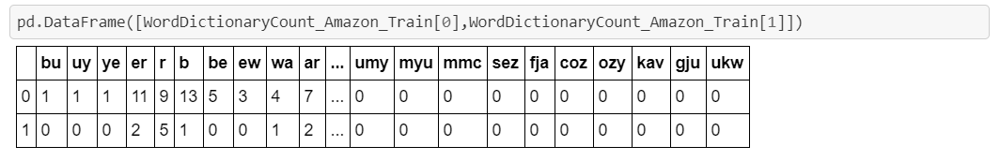 pd.DataFrame([WordDictionaryCount_Amazon_Train[0],WordDictionaryCount_Amazon_Train[1]])
bu uy ye er r b be ew wa ar ... umy myu mmc sez fja coz ozy kav gju ukw
0 1 1 1 11 9 13 5 3 4 7 ... 0 0 0 0 0 0 0 0 0 0
1 0 0 0 2 5 1 0 0 1 2 ... 0 0 0 0 0 0 0 0 0 0